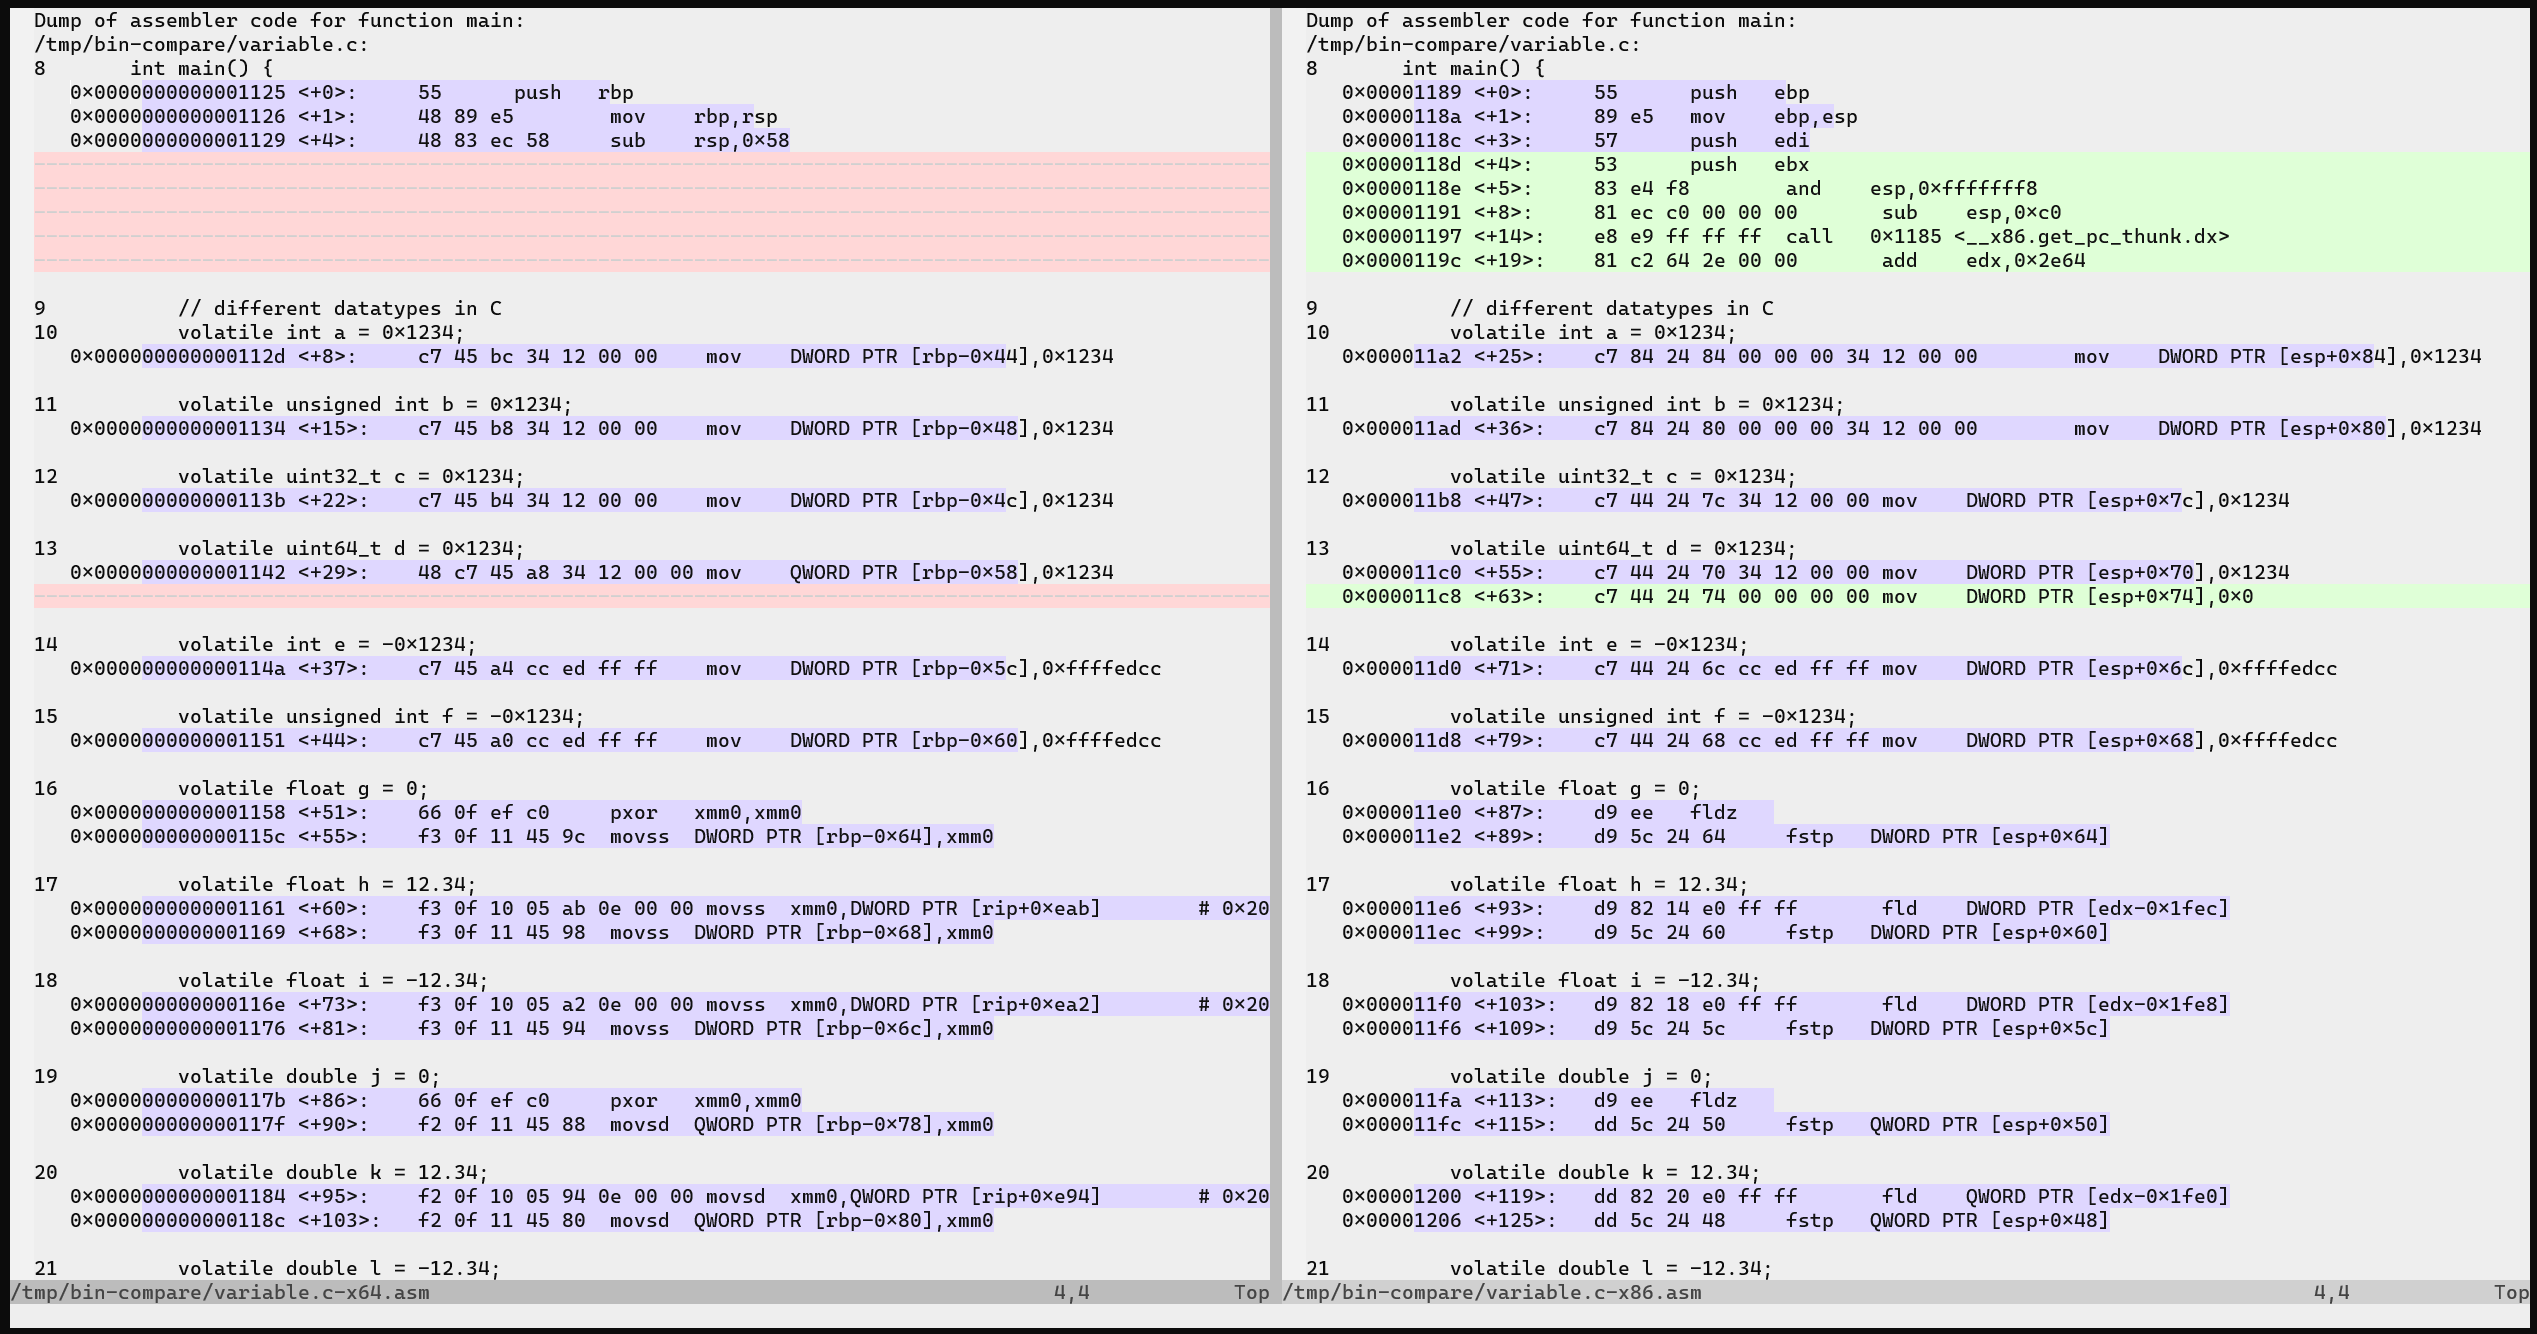 Dump of assembler code for function main:
/tmp/bin-compare/variable.c:
8       int main() {
   0x0000000000001125 <+0>:     55      push   rbp
   0x0000000000001126 <+1>:     48 89 e5        mov    rbp,rsp
   0x0000000000001129 <+4>:     48 83 ec 58     sub    rsp,0x58
9           // different datatypes in C
10          volatile int a = 0x1234;
   0x000000000000112d <+8>:     c7 45 bc 34 12 00 00    mov    DWORD PTR [rbp-0x44],0x1234
11          volatile unsigned int b = 0x1234;
   0x0000000000001134 <+15>:    c7 45 b8 34 12 00 00    mov    DWORD PTR [rbp-0x48],0x1234
12          volatile uint32_t c = 0x1234;
   0x000000000000113b <+22>:    c7 45 b4 34 12 00 00    mov    DWORD PTR [rbp-0x4c],0x1234
13          volatile uint64_t d = 0x1234;
   0x0000000000001142 <+29>:    48 c7 45 a8 34 12 00 00 mov    QWORD PTR [rbp-0x58],0x1234
14          volatile int e = -0x1234;
   0x000000000000114a <+37>:    c7 45 a4 cc ed ff ff    mov    DWORD PTR [rbp-0x5c],0xffffedcc
15          volatile unsigned int f = -0x1234;
   0x0000000000001151 <+44>:    c7 45 a0 cc ed ff ff    mov    DWORD PTR [rbp-0x60],0xffffedcc
16          volatile float g = 0;
   0x0000000000001158 <+51>:    66 0f ef c0     pxor   xmm0,xmm0
   0x000000000000115c <+55>:    f3 0f 11 45 9c  movss  DWORD PTR [rbp-0x64],xmm0
17          volatile float h = 12.34;
   0x0000000000001161 <+60>:    f3 0f 10 05 ab 0e 00 00 movss  xmm0,DWORD PTR [rip+0xeab]        # 0x20
   0x0000000000001169 <+68>:    f3 0f 11 45 98  movss  DWORD PTR [rbp-0x68],xmm0
18          volatile float i = -12.34;
   0x000000000000116e <+73>:    f3 0f 10 05 a2 0e 00 00 movss  xmm0,DWORD PTR [rip+0xea2]        # 0x20
   0x0000000000001176 <+81>:    f3 0f 11 45 94  movss  DWORD PTR [rbp-0x6c],xmm0
19          volatile double j = 0;
   0x000000000000117b <+86>:    66 0f ef c0     pxor   xmm0,xmm0
   0x000000000000117f <+90>:    f2 0f 11 45 88  movsd  QWORD PTR [rbp-0x78],xmm0
20          volatile double k = 12.34;
   0x0000000000001184 <+95>:    f2 0f 10 05 94 0e 00 00 movsd  xmm0,QWORD PTR [rip+0xe94]        # 0x20
   0x000000000000118c <+103>:   f2 0f 11 45 80  movsd  QWORD PTR [rbp-0x80],xmm0
21          volatile double l = -12.34;
/tmp/bin-compare/variable.c-x64.asm 4,4 Top
Dump of assembler code for function main:
/tmp/bin-compare/variable.c:
8       int main() {
   0x00001189 <+0>:     55      push   ebp
   0x0000118a <+1>:     89 e5   mov    ebp,esp
   0x0000118c <+3>:     57      push   edi
   0x0000118d <+4>:     53      push   ebx
   0x0000118e <+5>:     83 e4 f8        and    esp,0xfffffff8
   0x00001191 <+8>:     81 ec c0 00 00 00       sub    esp,0xc0
   0x00001197 <+14>:    e8 e9 ff ff ff  call   0x1185 <__x86.get_pc_thunk.dx>
   0x0000119c <+19>:    81 c2 64 2e 00 00       add    edx,0x2e64
9           // different datatypes in C
10          volatile int a = 0x1234;
   0x000011a2 <+25>:    c7 84 24 84 00 00 00 34 12 00 00        mov    DWORD PTR [esp+0x84],0x1234
11          volatile unsigned int b = 0x1234;
   0x000011ad <+36>:    c7 84 24 80 00 00 00 34 12 00 00        mov    DWORD PTR [esp+0x80],0x1234
12          volatile uint32_t c = 0x1234;
   0x000011b8 <+47>:    c7 44 24 7c 34 12 00 00 mov    DWORD PTR [esp+0x7c],0x1234
13          volatile uint64_t d = 0x1234;
   0x000011c0 <+55>:    c7 44 24 70 34 12 00 00 mov    DWORD PTR [esp+0x70],0x1234
   0x000011c8 <+63>:    c7 44 24 74 00 00 00 00 mov    DWORD PTR [esp+0x74],0x0
14          volatile int e = -0x1234;
   0x000011d0 <+71>:    c7 44 24 6c cc ed ff ff mov    DWORD PTR [esp+0x6c],0xffffedcc
15          volatile unsigned int f = -0x1234;
   0x000011d8 <+79>:    c7 44 24 68 cc ed ff ff mov    DWORD PTR [esp+0x68],0xffffedcc
16          volatile float g = 0;
   0x000011e0 <+87>:    d9 ee   fldz
   0x000011e2 <+89>:    d9 5c 24 64     fstp   DWORD PTR [esp+0x64]
17          volatile float h = 12.34;
   0x000011e6 <+93>:    d9 82 14 e0 ff ff       fld    DWORD PTR [edx-0x1fec]
   0x000011ec <+99>:    d9 5c 24 60     fstp   DWORD PTR [esp+0x60]
18          volatile float i = -12.34;
   0x000011f0 <+103>:   d9 82 18 e0 ff ff       fld    DWORD PTR [edx-0x1fe8]
   0x000011f6 <+109>:   d9 5c 24 5c     fstp   DWORD PTR [esp+0x5c]
19          volatile double j = 0;
   0x000011fa <+113>:   d9 ee   fldz
   0x000011fc <+115>:   dd 5c 24 50     fstp   QWORD PTR [esp+0x50]
20          volatile double k = 12.34;
   0x00001200 <+119>:   dd 82 20 e0 ff ff       fld    QWORD PTR [edx-0x1fe0]
   0x00001206 <+125>:   dd 5c 24 48     fstp   QWORD PTR [esp+0x48]
21          volatile double l = -12.34;
/tmp/bin-compare/variable.c-x86.asm 4,4 Top